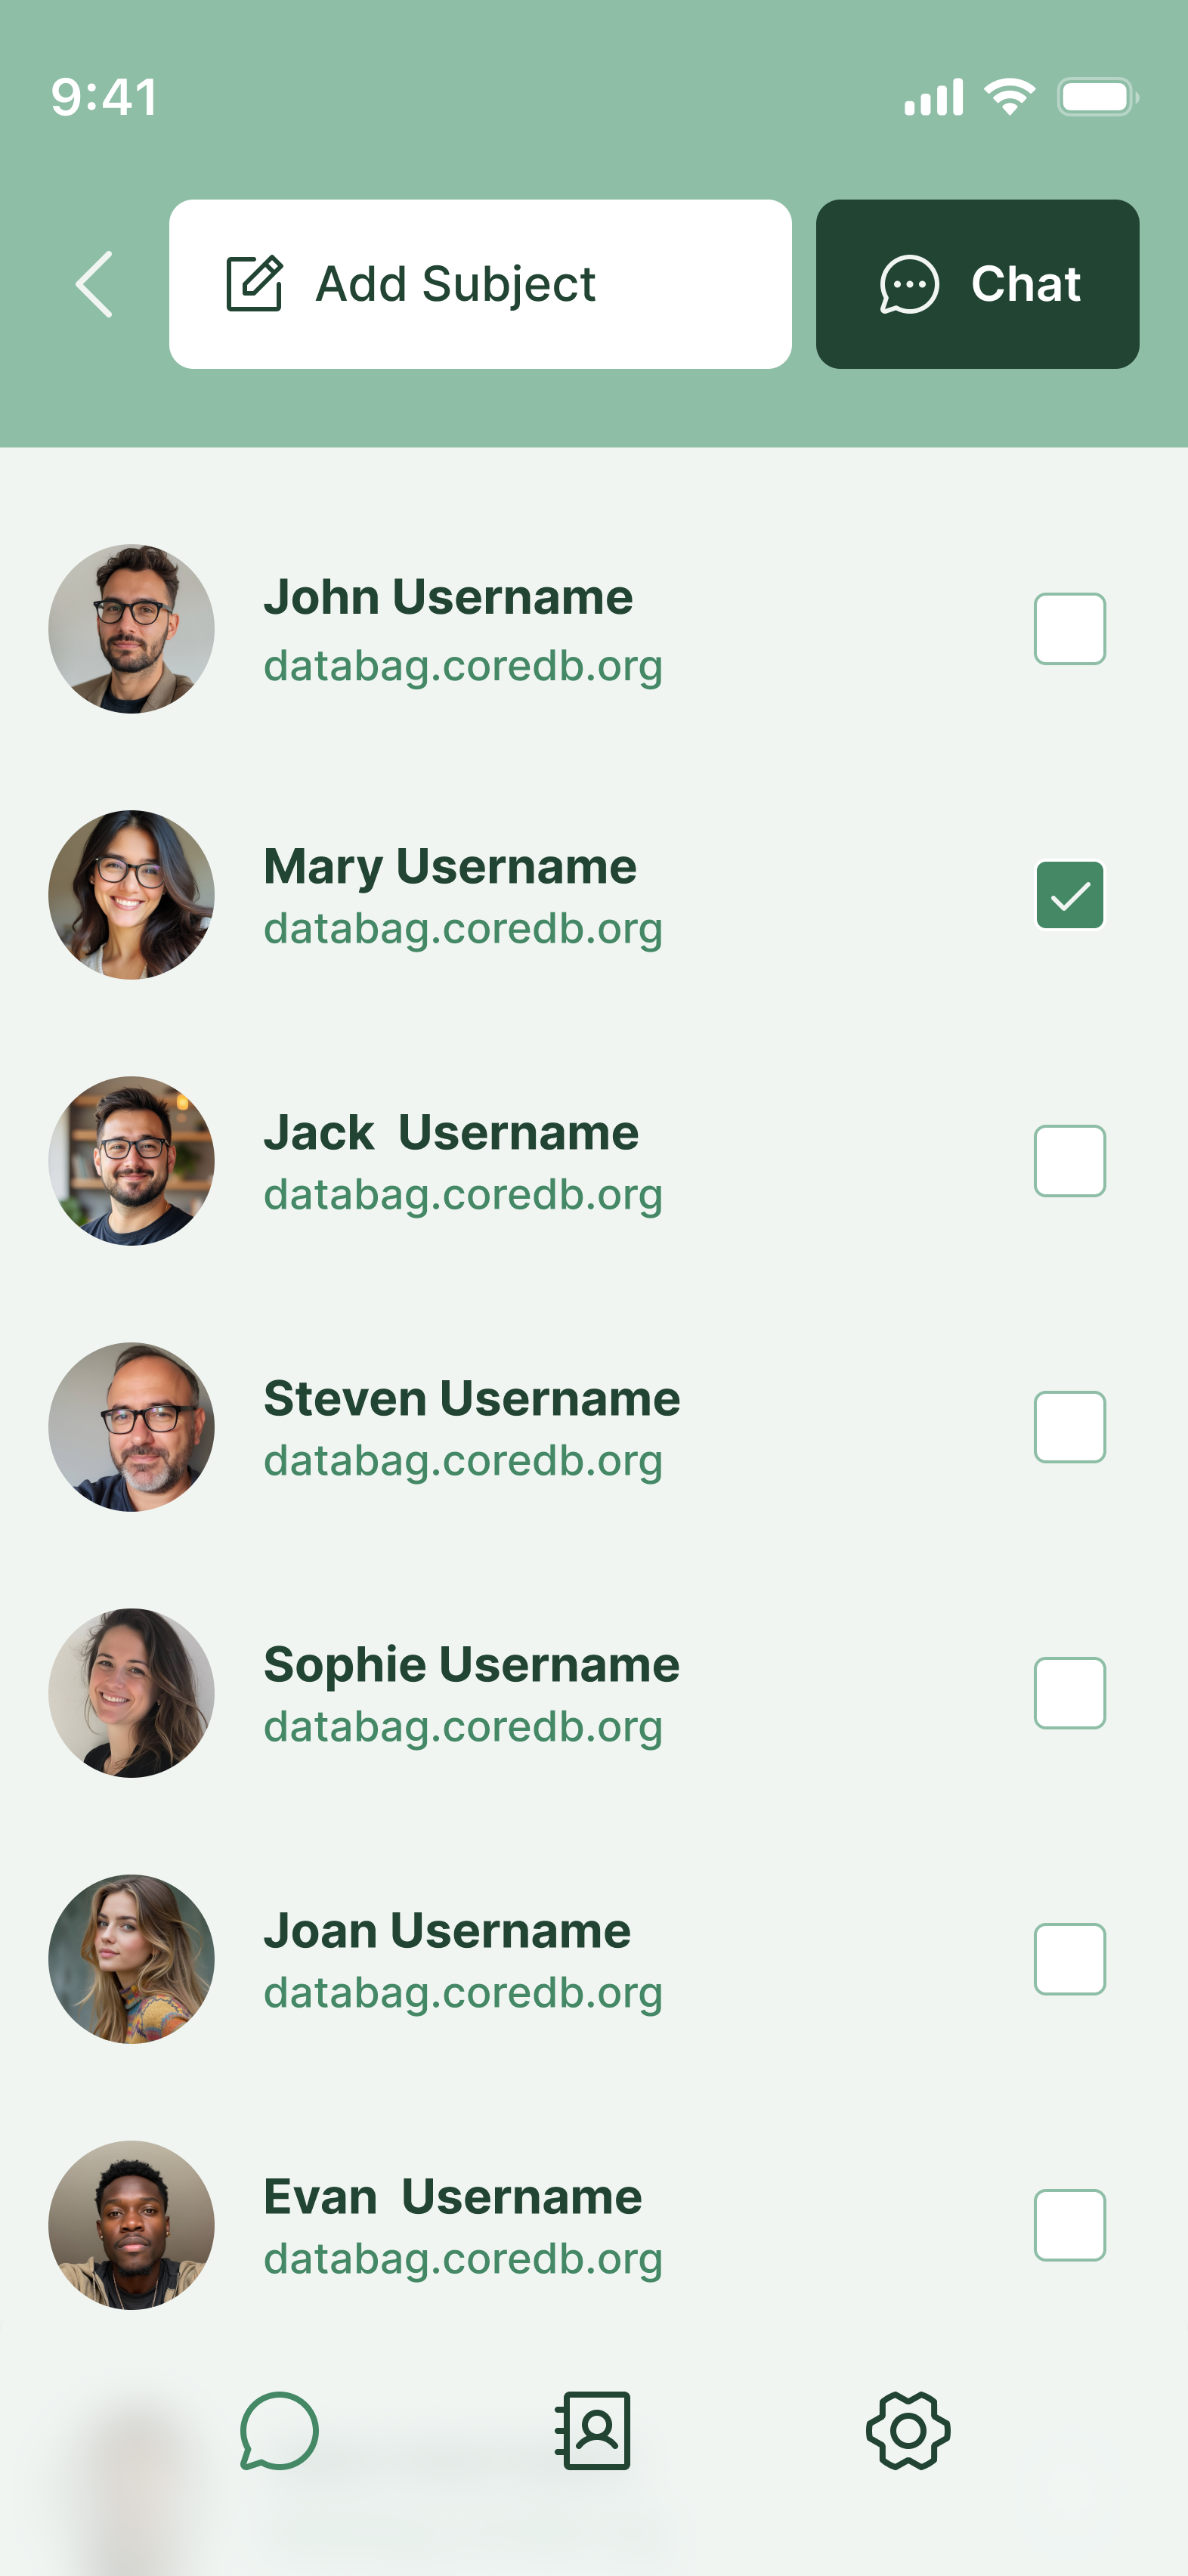 9:41
Add Subject
Chat
John Username
databag.coredb.org
Mary Username
databag.coredb.org
Jack  Username
databag.coredb.org
Steven Username
databag.coredb.org
Sophie Username
databag.coredb.org
Joan Username
databag.coredb.org
Evan  Username
databag.coredb.org